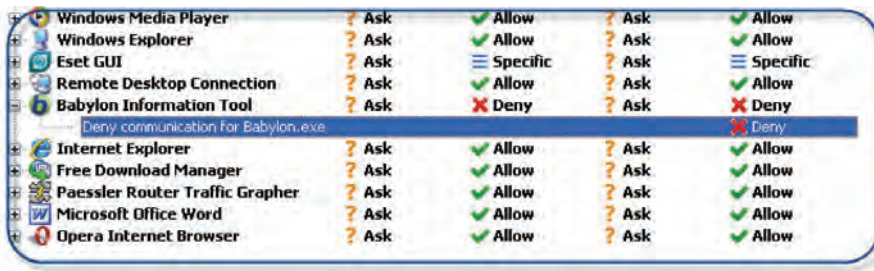 Windows Media Player ? Ask Allow ? Ask Allow
Windows Explorer ? Ask Allow ? Ask Allow
Eset GUI ? Ask Specific ? Ask Specific
Remote Desktop Connection ? Ask Allow ? Ask Allow
Babylon Information Tool ? Ask Deny ? Ask Deny
Deny communication for Babylon.exe Deny
Internet Explorer ? Ask Allow ? Ask Allow
Free Download Manager ? Ask Allow ? Ask Allow
Paessler Router Traffic Grapher ? Ask Allow ? Ask Allow
Microsoft Office Word ? Ask Allow ? Ask Allow
Opera Internet Browser ? Ask Allow ? Ask Allow